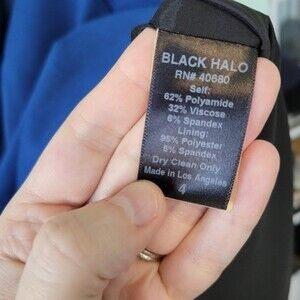 BLACK HALO
RN# 40680
Self:
62% Polyamide
32% Viscose
6% Spandex
Lining:
95% Polyester
5% Spandex
Dry Clean Only
Made in Los Angeles
4